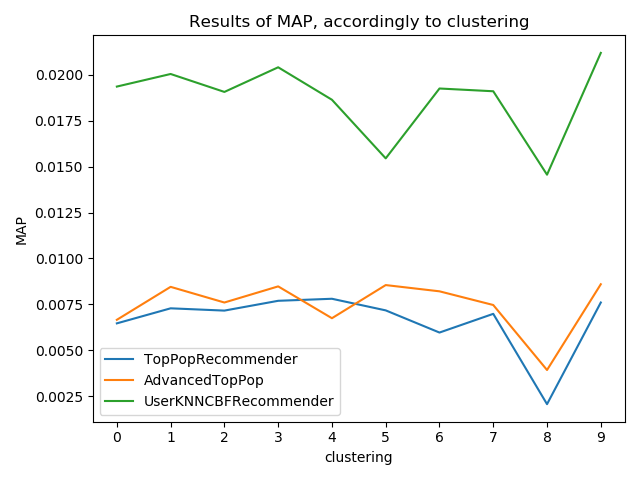 Results of MAP, accordingly to clustering
0.0200
0.0175
0.0150
0.0125
0.0100
0.0075
0.0050
0.0025
MAP
TopPopRecommender
AdvancedTopPop
UserKNNCBFRecommender
0 1 2 3 4 5 6 7 8 9
clustering